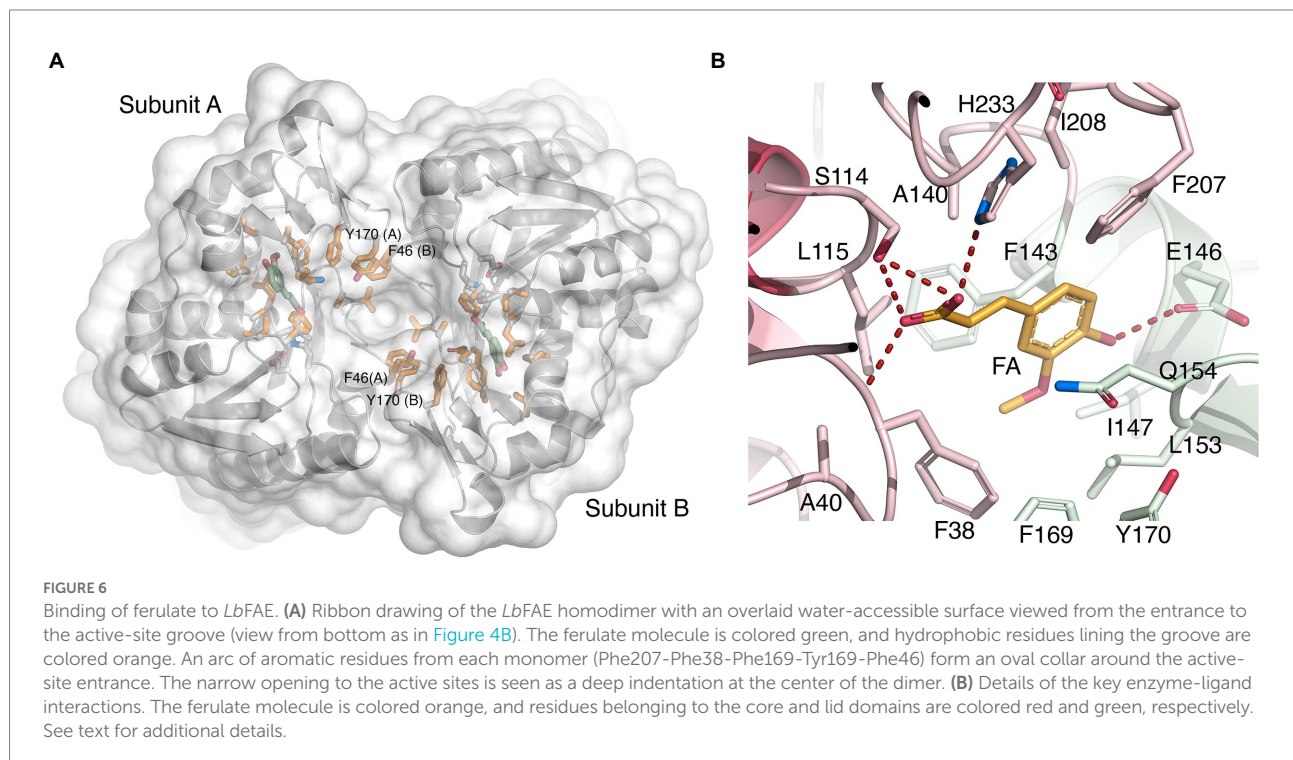 A
B
Subunit A
Y170 (A)
F46 (B)
F46(A)
Y170 (B)
Subunit B
H233
I208
S114
A140
F207
L115
F143
E146
FA
Q154
I147
L153
A40
F38
F169
Y170
FIGURE 6
Binding of ferulate to LbFAE. (A) Ribbon drawing of the LbFAE homodimer with an overlaid water-accessible surface viewed from the entrance to
the active-site groove (view from bottom as in Figure 4B). The ferulate molecule is colored green, and hydrophobic residues lining the groove are
colored orange. An arc of aromatic residues from each monomer (Phe207-Phe38-Phe169-Tyr169-Phe46) form an oval collar around the active-
site entrance. The narrow opening to the active sites is seen as a deep indentation at the center of the dimer. (B) Details of the key enzyme-ligand
interactions. The ferulate molecule is colored orange, and residues belonging to the core and lid domains are colored red and green, respectively.
See text for additional details.